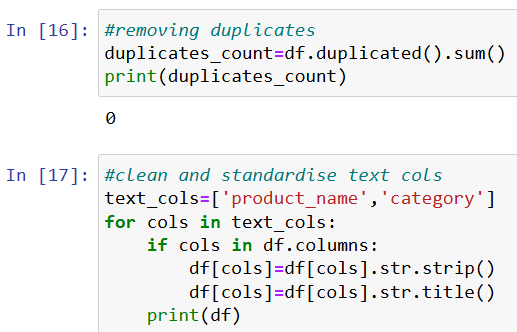 In [16]: #removing duplicates
duplicates_count=df.duplicated().sum()
print(duplicates_count)
0
In [17]: #clean and standardise text cols
text_cols=['product_name','category']
for cols in text_cols:
    if cols in df.columns:
        df[cols]=df[cols].str.strip()
        df[cols]=df[cols].str.title()
    print(df)